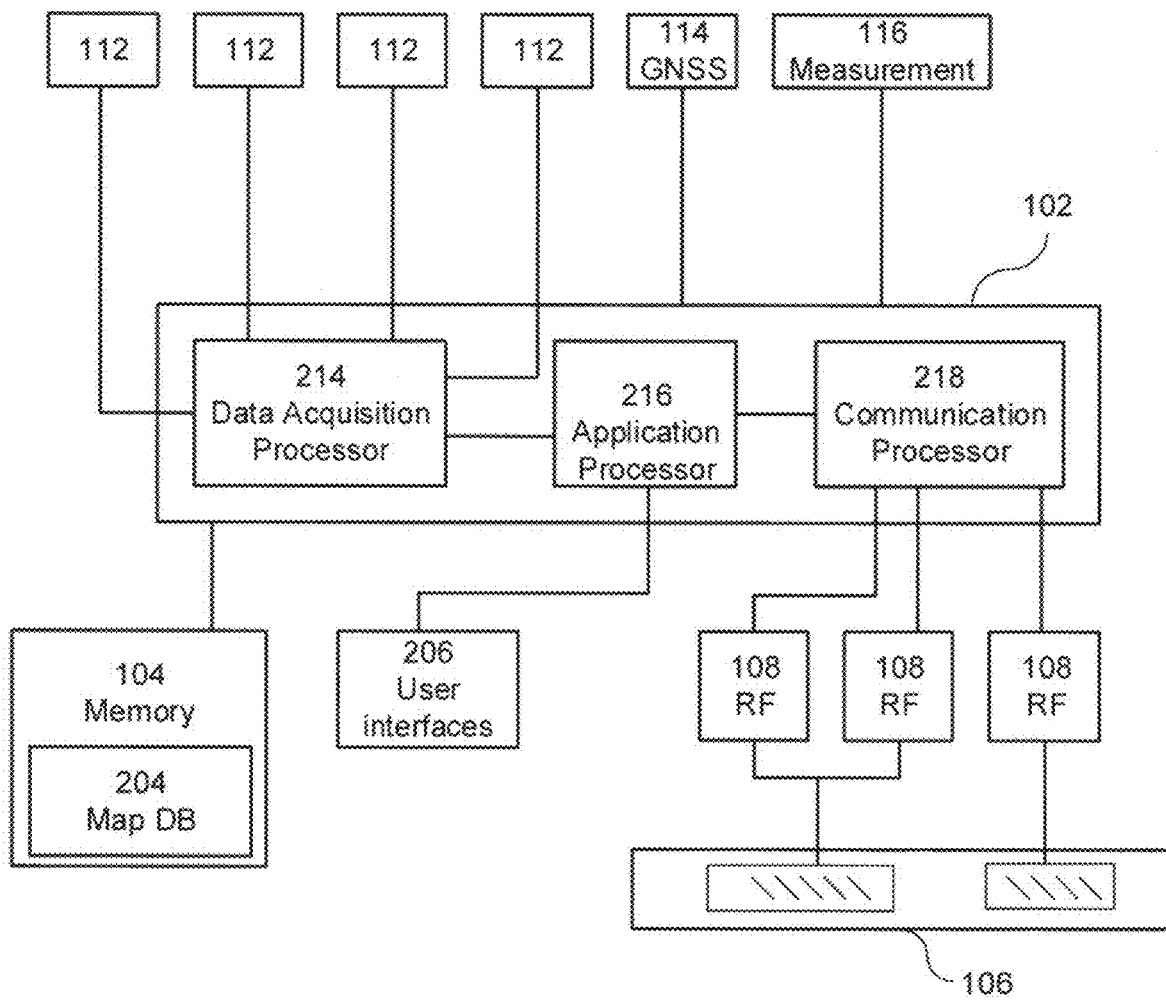 112
112
112
112
114
GNSS
116
Measurement
102
214
Data Acquisition
Processor
216
Application
Processor
218
Communication
Processor
104
Memory
204
Map DB
206
User
interfaces
108
RF
108
RF
108
RF
106